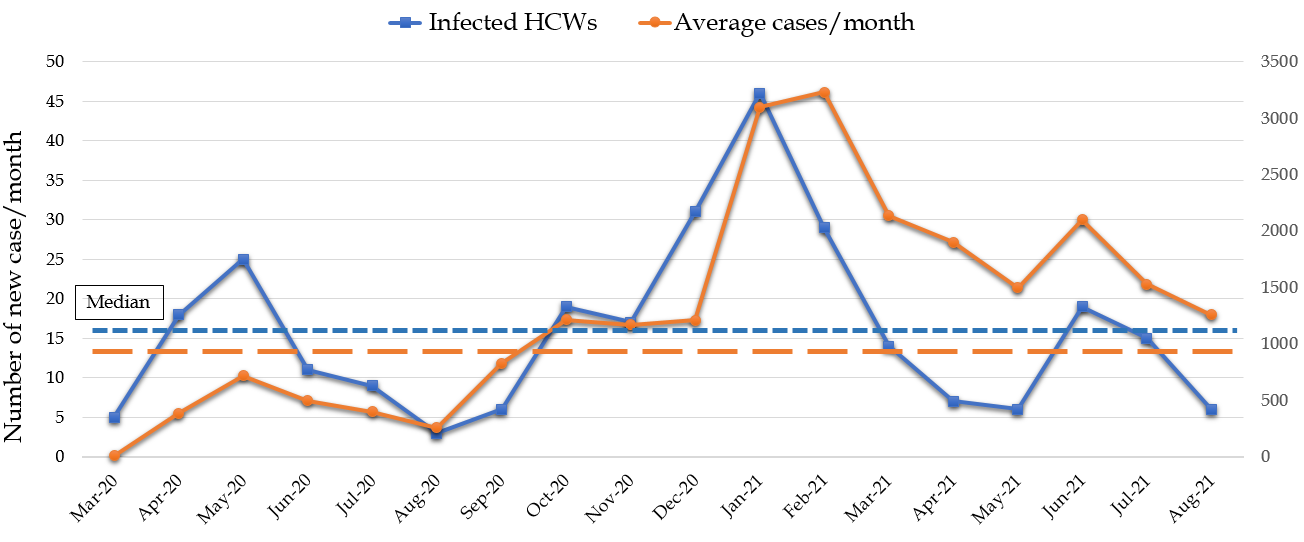 Infected HCWs
Average cases/month
Number of new case/month
50
45
40
35
30
25
20
15
10
5
0
3500
3000
2500
2000
1500
1000
500
0
Median
Mar-20
Apr-20
May-20
Jun-20
Jul-20
Aug-20
Sep-20
Oct-20
Nov-20
Dec-20
Jan-21
Feb-21
Mar-21
Apr-21
May-21
Jun-21
Jul-21
Aug-21